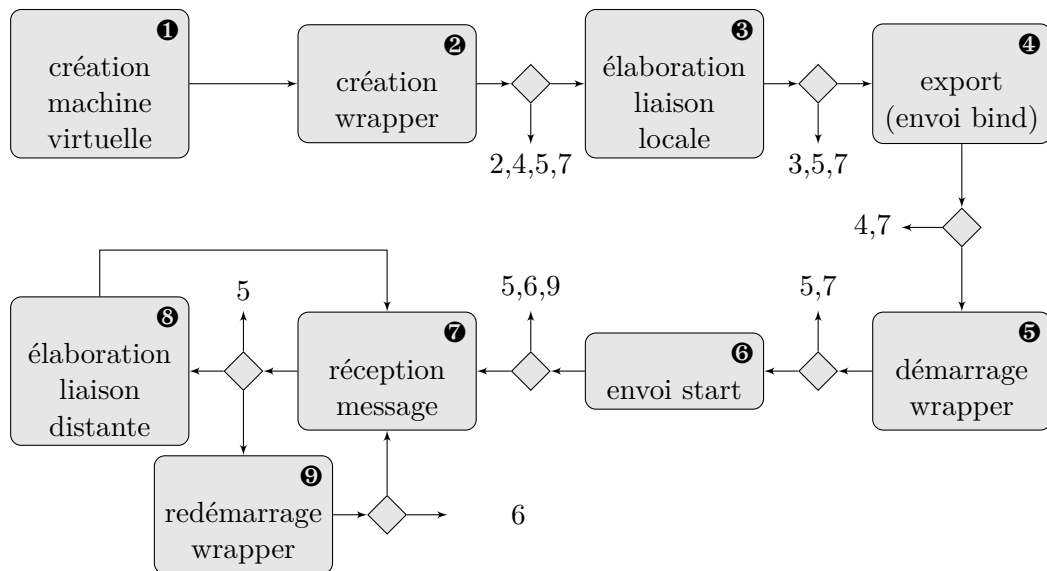 ❶
création
machine
virtuelle
❷
création
wrapper
2,4,5,7
❸
élaboration
liaison
locale
3,5,7
❹
export
(envoi bind)
4,7
❺
démarrage
wrapper
5,7
❻
envoi start
5,6,9
❼
réception
message
5
❽
élaboration
liaison
distante
❾
redémarrage
wrapper
6